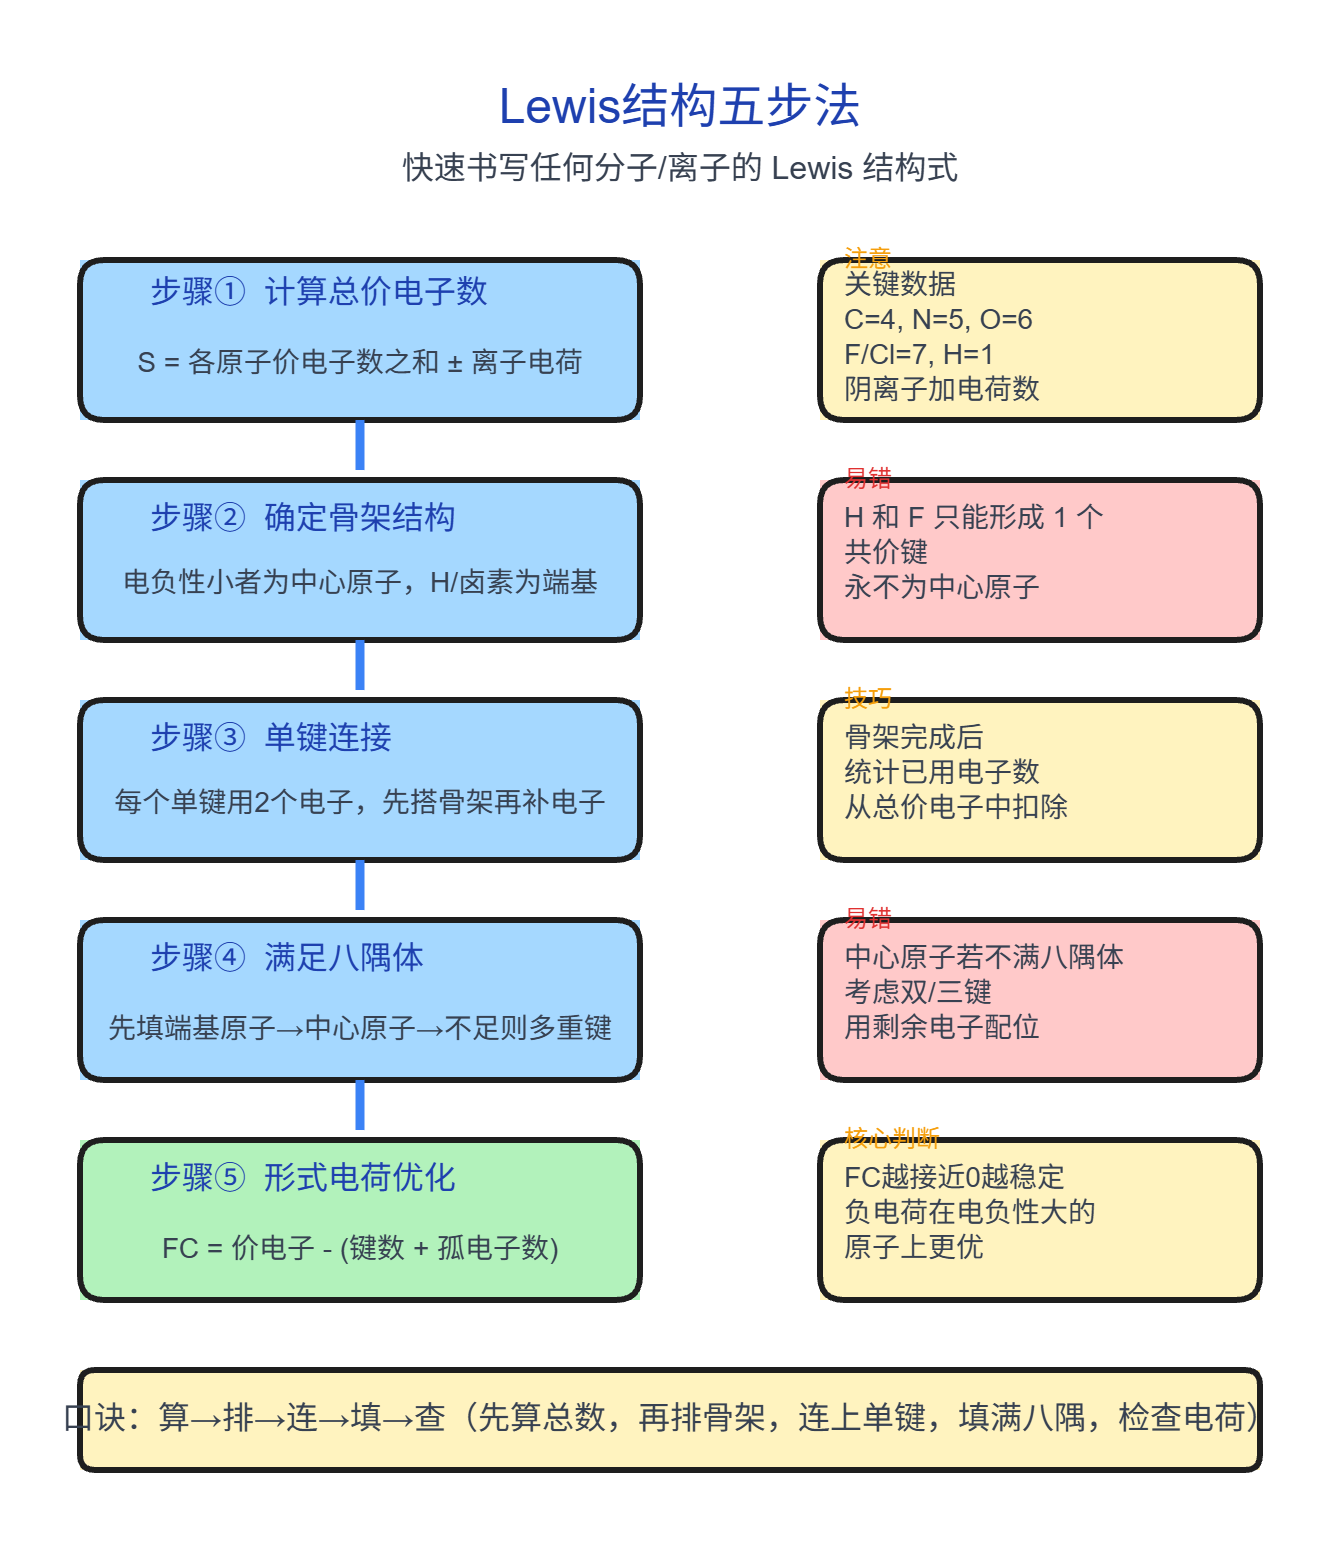 Lewis结构五步法
快速书写任何分子/离子的 Lewis 结构式
步骤① 计算总价电子数
S = 各原子价电子数之和 ± 离子电荷
注意
关键数据
C=4, N=5, O=6
F/Cl=7, H=1
阴离子加电荷数
步骤② 确定骨架结构
电负性小者为中心原子，H/卤素为端基
易错
H 和 F 只能形成 1 个
共价键
永不为中心原子
步骤③ 单键连接
每个单键用2个电子，先搭骨架再补电子
技巧
骨架完成后
统计已用电子数
从总价电子中扣除
步骤④ 满足八隅体
先填端基原子→中心原子→不足则多重键
易错
中心原子若不满八隅体
考虑双/三键
用剩余电子配位
步骤⑤ 形式电荷优化
FC = 价电子 - (键数 + 孤电子数)
核心判断
FC越接近0越稳定
负电荷在电负性大的
原子上更优
口诀：算→排→连→填→查（先算总数，再排骨架，连上单键，填满八隅，检查电荷）